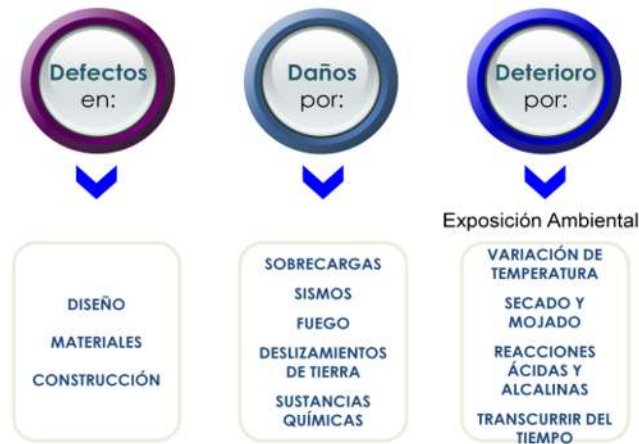 Defectos
en:
Daños
por:
Deterioro
por:
Exposición Ambiental
DISEÑO
MATERIALES
CONSTRUCCIÓN
SOBRECARGAS
SISMOS
FUEGO
DESLIZAMIENTOS
DE TIERRA
SUSTANCIAS
QUÍMICAS
VARIACIÓN DE
TEMPERATURA
SECADO Y
MOJADO
REACCIONES
ÁCIDAS Y
ALCALINAS
TRANSCURRIR DEL
TIEMPO